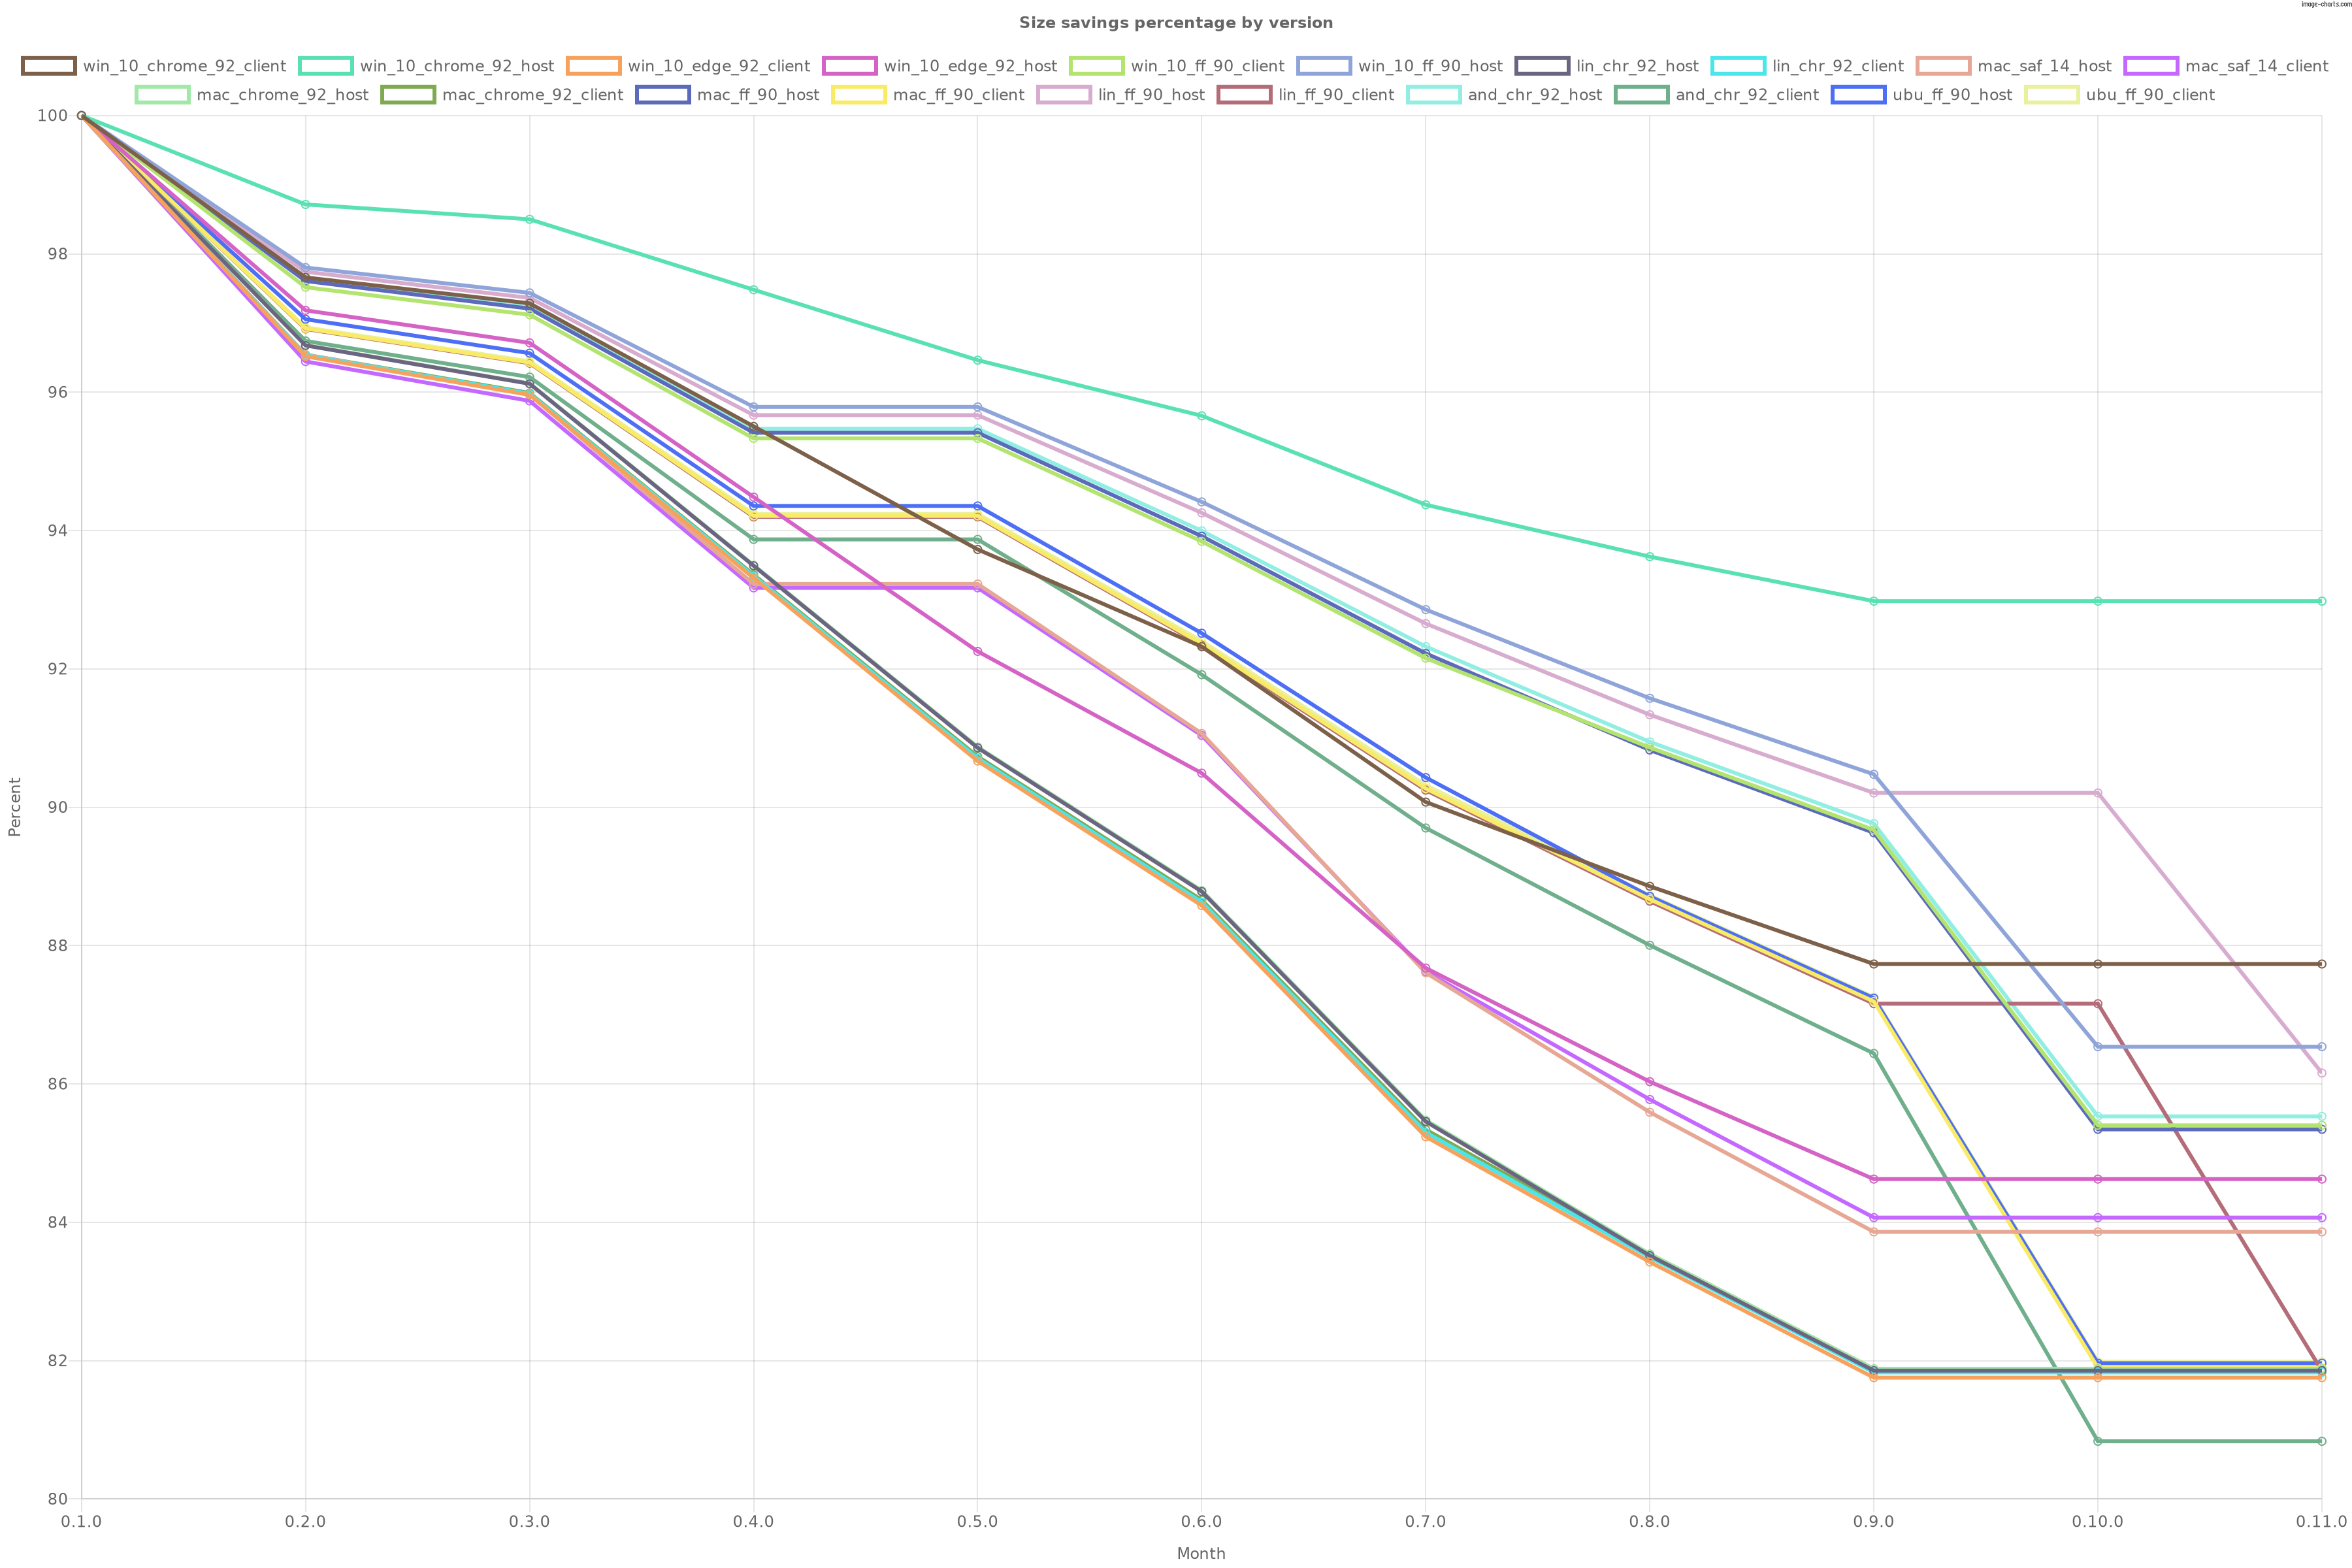 image-charts.com
Size savings percentage by version
win_10_chrome_92_client win_10_chrome_92_host win_10_edge_92_client win_10_edge_92_host win_10_ff_90_client win_10_ff_90_host lin_chr_92_host lin_chr_92_client mac_saf_14_host mac_saf_14_client
mac_chrome_92_host mac_chrome_92_client mac_ff_90_host mac_ff_90_client lin_ff_90_host lin_ff_90_client and_chr_92_host and_chr_92_client ubu_ff_90_host ubu_ff_90_client
100
98
96
94
92
90
88
86
84
82
80
Percent
0.1.0 0.2.0 0.3.0 0.4.0 0.5.0 0.6.0 0.7.0 0.8.0 0.9.0 0.10.0 0.11.0
Month